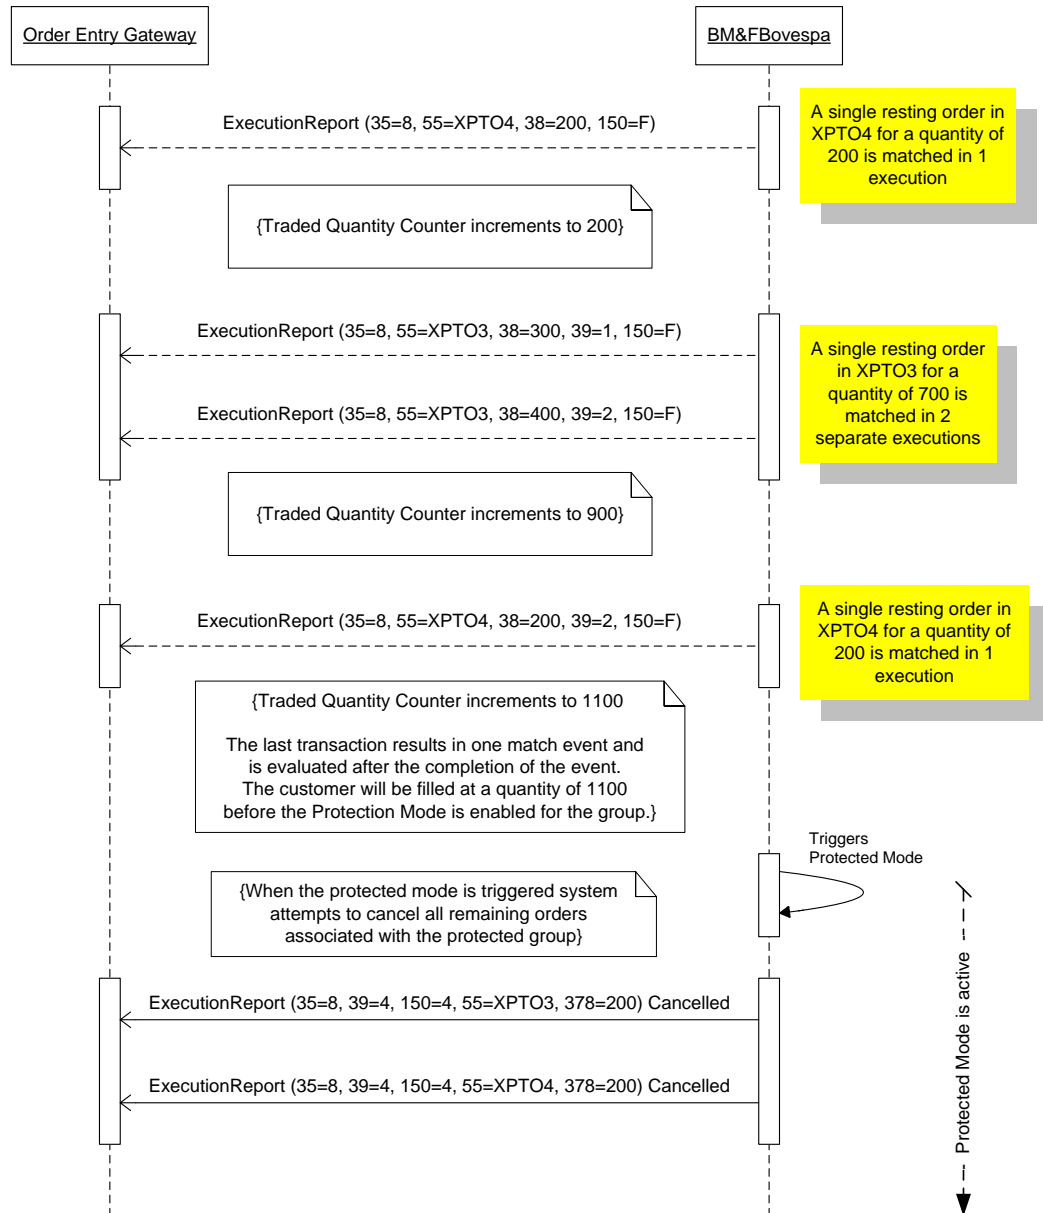 Order Entry Gateway
BM&FBovespa
ExecutionReport (35=8, 55=XPTO4, 38=200, 150=F)
A single resting order in
XPTO4 for a quantity of
200 is matched in 1
execution
{Traded Quantity Counter increments to 200}
ExecutionReport (35=8, 55=XPTO3, 38=300, 39=1, 150=F)
A single resting order
in XPTO3 for a
quantity of 700 is
matched in 2
separate executions
ExecutionReport (35=8, 55=XPTO3, 38=400, 39=2, 150=F)
{Traded Quantity Counter increments to 900}
ExecutionReport (35=8, 55=XPTO4, 38=200, 39=2, 150=F)
A single resting order in
XPTO4 for a quantity of
200 is matched in 1
execution
{Traded Quantity Counter increments to 1100
The last transaction results in one match event and
is evaluated after the completion of the event.
The customer will be filled at a quantity of 1100
before the Protection Mode is enabled for the group.}
Triggers
Protected Mode
{When the protected mode is triggered system
attempts to cancel all remaining orders
associated with the protected group}
Protected Mode is active
ExecutionReport (35=8, 39=4, 150=4, 55=XPTO3, 378=200) Cancelled
ExecutionReport (35=8, 39=4, 150=4, 55=XPTO4, 378=200) Cancelled